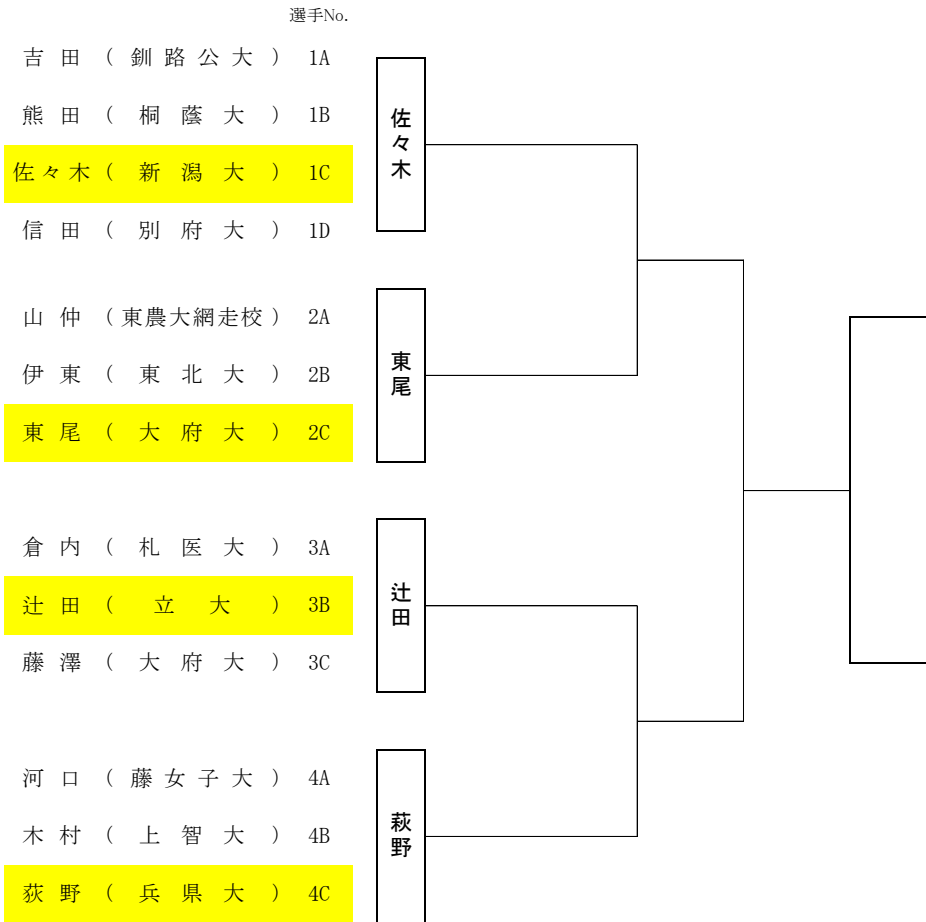 選手No.
吉田（釧路公大） 1A
熊田（桐蔭大） 1B
佐々木（新潟大） 1C
信田（別府大） 1D
佐々木
山仲（東農大網走校） 2A
伊東（東北大） 2B
東尾（大府大） 2C
東尾
倉内（札医大） 3A
辻田（立大） 3B
藤澤（大府大） 3C
辻田
河口（藤女子大） 4A
木村（上智大） 4B
荻野（兵県大） 4C
萩野